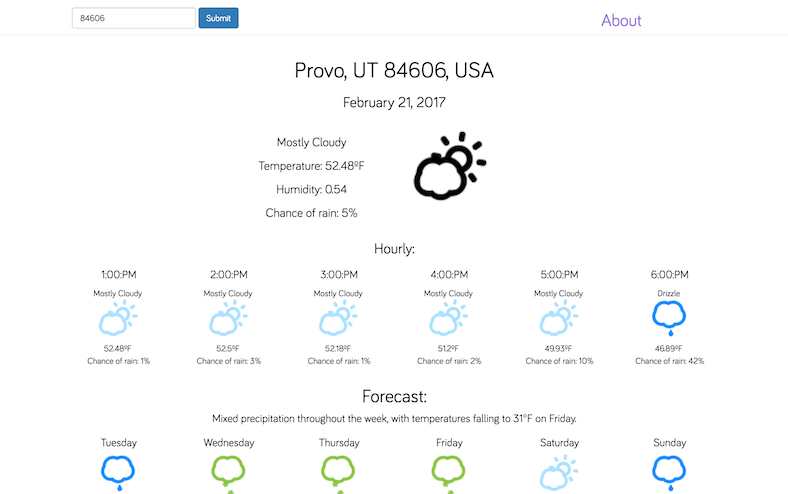 84606 Submit About
Provo, UT 84606, USA
February 21, 2017
Mostly Cloudy
Temperature: 52.48ºF
Humidity: 0.54
Chance of rain: 5%
Hourly:
1:00:PM 2:00:PM 3:00:PM 4:00:PM 5:00:PM 6:00:PM
Mostly Cloudy Mostly Cloudy Mostly Cloudy Mostly Cloudy Mostly Cloudy Drizzle
52.48ºF 52.5ºF 52.18ºF 51.2ºF 49.93ºF 46.89ºF
Chance of rain: 1% Chance of rain: 3% Chance of rain: 1% Chance of rain: 2% Chance of rain: 10% Chance of rain: 42%
Forecast:
Mixed precipitation throughout the week, with temperatures falling to 31°F on Friday.
Tuesday Wednesday Thursday Friday Saturday Sunday